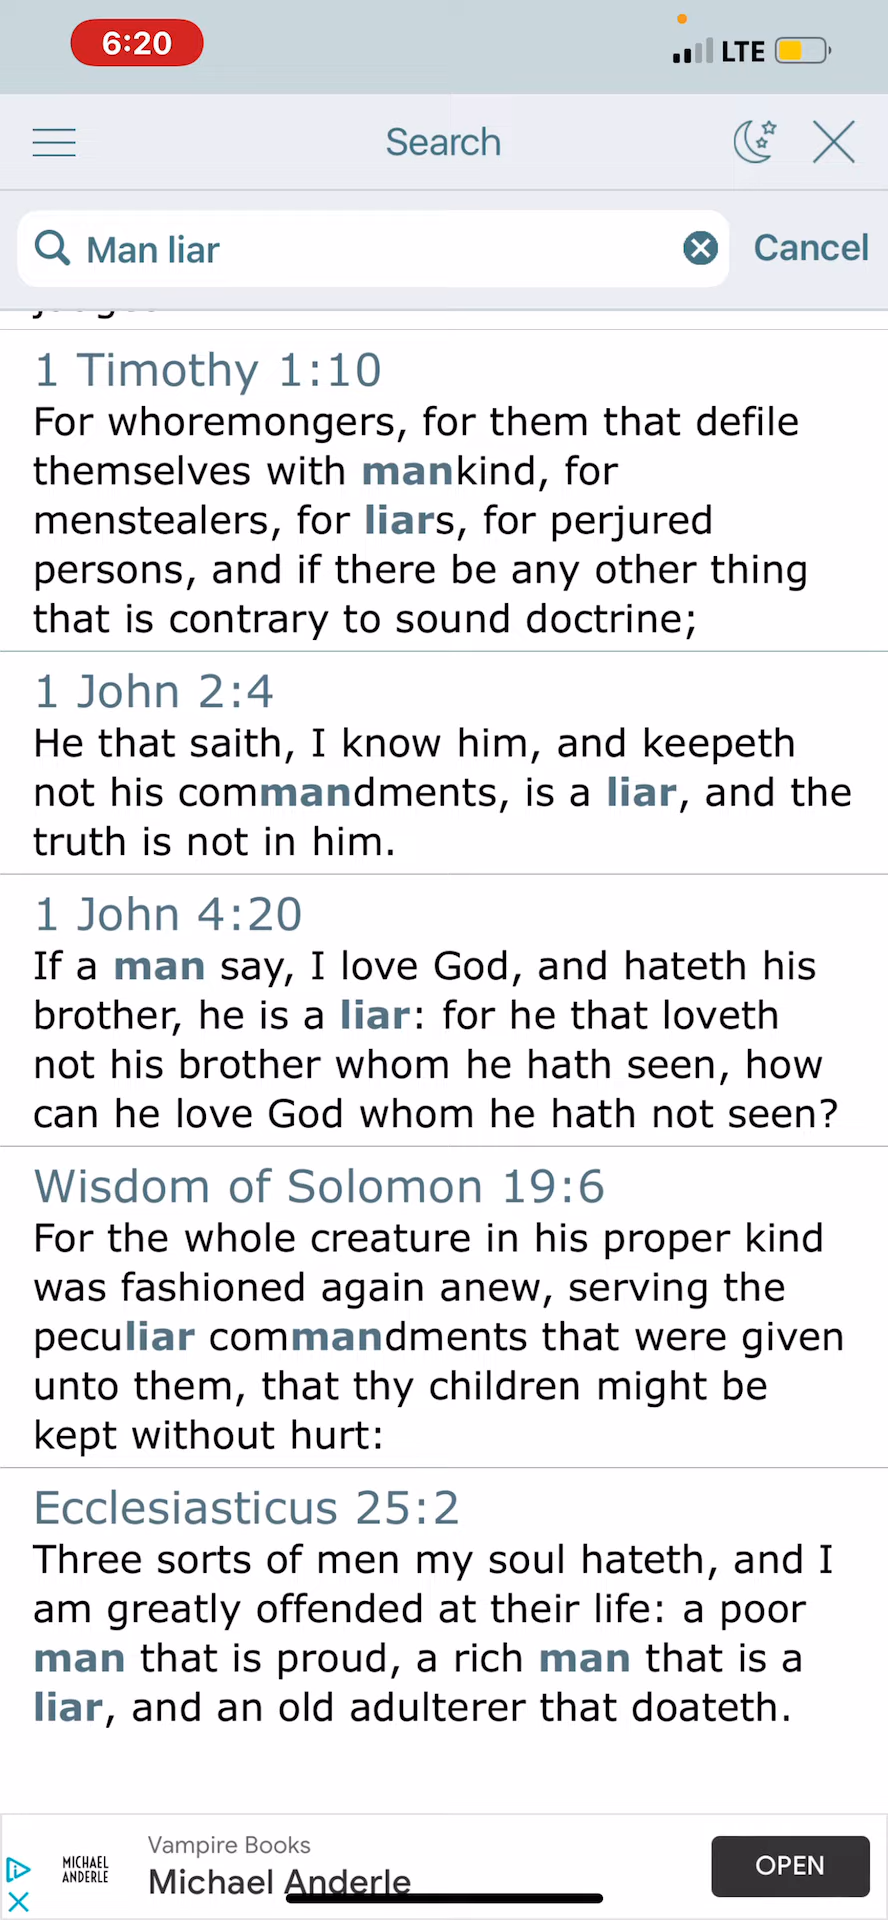 6:20
LTE
Search
Man liar
Cancel
1 Timothy 1:10
For whoremongers, for them that defile
themselves with mankind, for
menstealers, for liars, for perjured
persons, and if there be any other thing
that is contrary to sound doctrine;
1 John 2:4
He that saith, I know him, and keepeth
not his commandments, is a liar, and the
truth is not in him.
1 John 4:20
If a man say, I love God, and hateth his
brother, he is a liar: for he that loveth
not his brother whom he hath seen, how
can he love God whom he hath not seen?
Wisdom of Solomon 19:6
For the whole creature in his proper kind
was fashioned again anew, serving the
peculiar commandments that were given
unto them, that thy children might be
kept without hurt:
Ecclesiasticus 25:2
Three sorts of men my soul hateth, and I
am greatly offended at their life: a poor
man that is proud, a rich man that is a
liar, and an old adulterer that doateth.
MICHAEL
ANDERLE
Vampire Books
Michael Anderle
OPEN